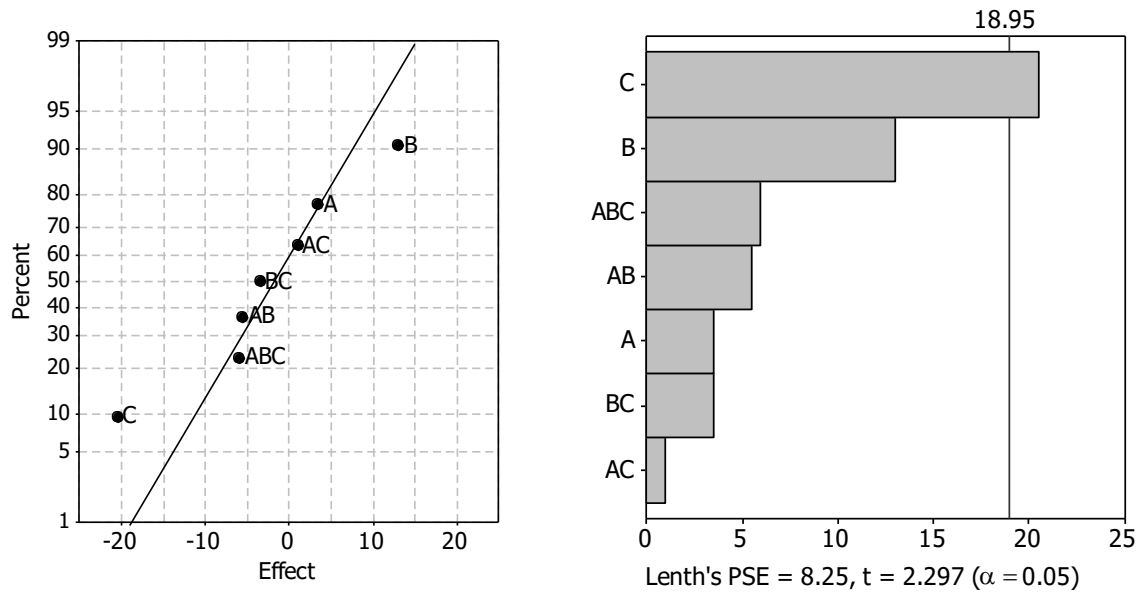 99
95
90
80
70
60
50
40
30
20
10
5
1
Percent
B
A
AC
BC
AB
ABC
C
-20 -10 0 10 20
Effect
18.95
C
B
ABC
AB
A
BC
AC
0 5 10 15 20 25
Lenth's PSE = 8.25, t = 2.297 (α = 0.05)